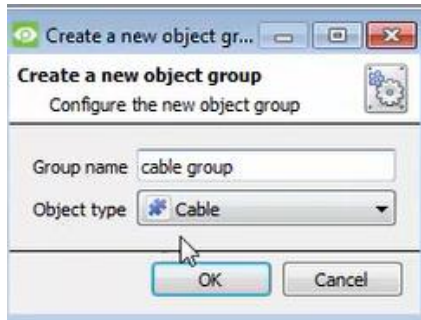 Create a new object gr...
Create a new object group
Configure the new object group
Group name cable group
Object type Cable
OK Cancel